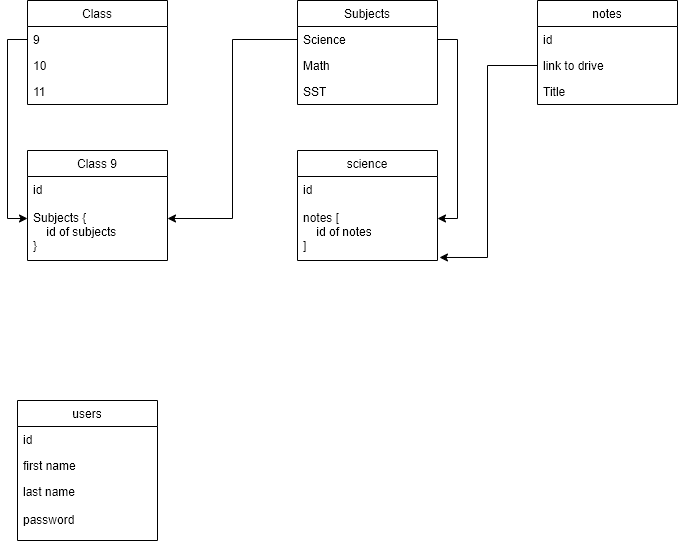 Class
9
10
11
Subjects
Science
Math
SST
notes
id
link to drive
Title
Class 9
id
Subjects {
id of subjects
}
science
id
notes [
id of notes
]
users
id
first name
last name
password